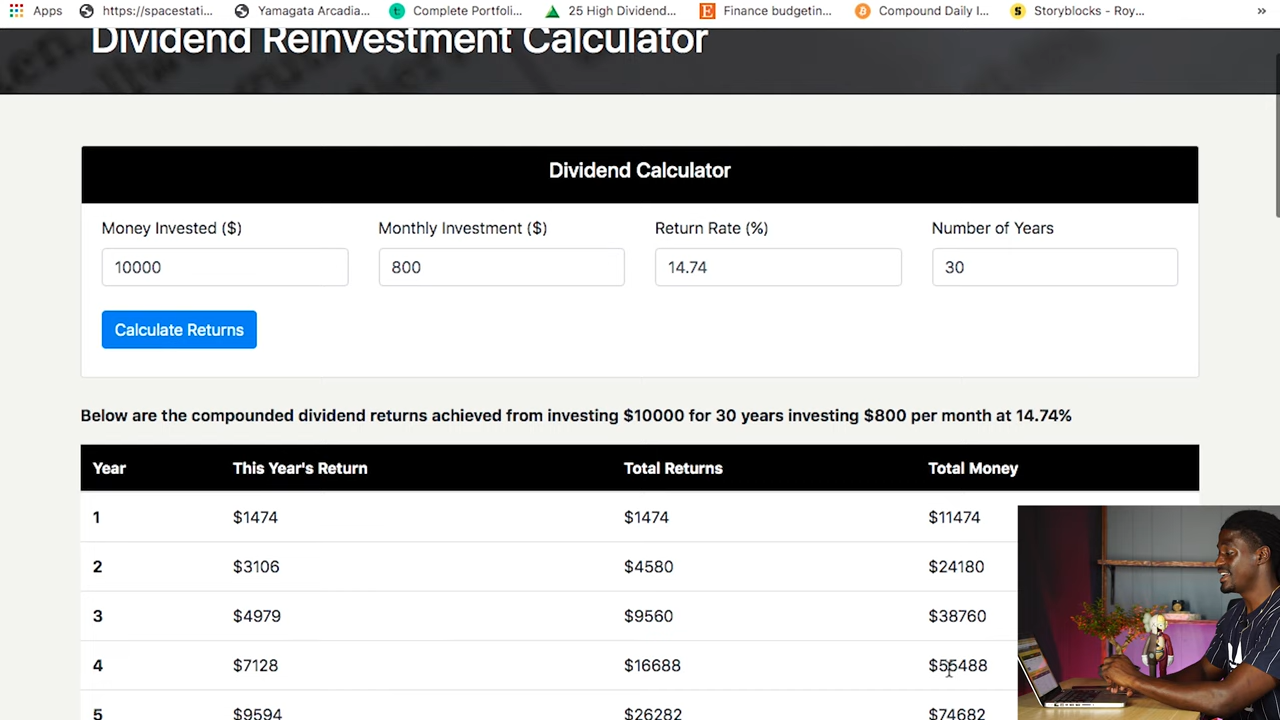 Apps https://spacestati... Yamagata Arcadia... Complete Portfoli... 25 High Dividend... Finance budgetin... Compound Daily I... Storyblocks - Roy... »
Dividend Reinvestment Calculator
Dividend Calculator
Money Invested ($) Monthly Investment ($) Return Rate (%) Number of Years
10000 800 14.74 30
Calculate Returns
Below are the compounded dividend returns achieved from investing $10000 for 30 years investing $800 per month at 14.74%
Year This Year's Return Total Returns Total Money
1 $1474 $1474 $11474
2 $3106 $4580 $24180
3 $4979 $9560 $38760
4 $7128 $16688 $55488
5 $9594 $26282 $74682